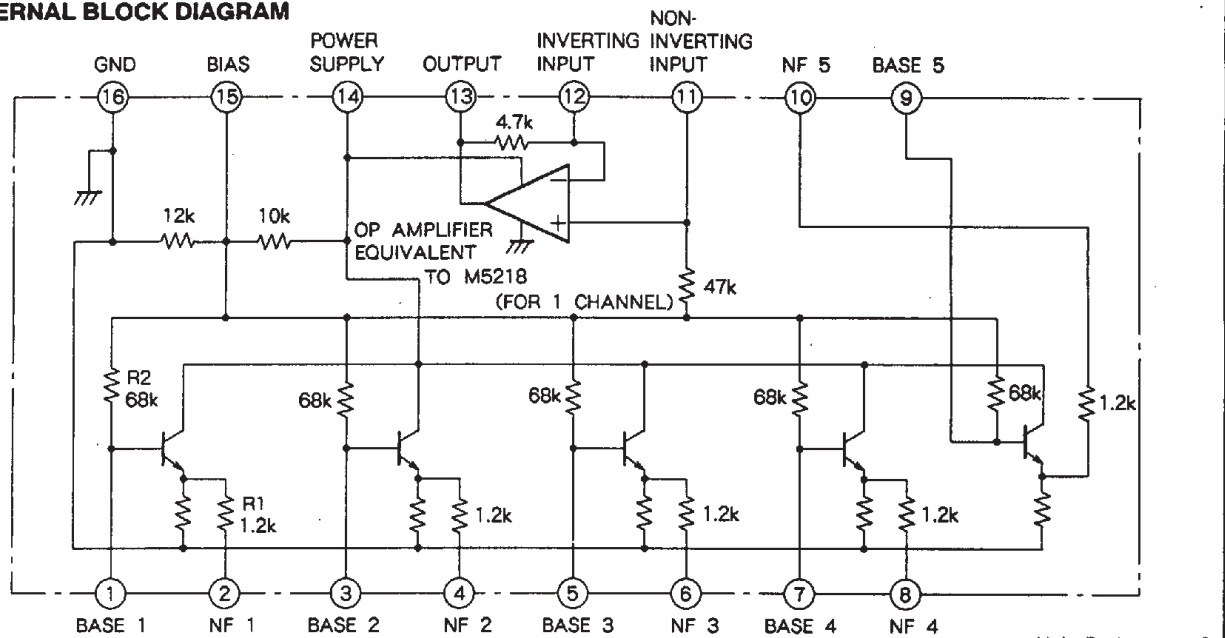 ERNAL BLOCK DIAGRAM
GND
BIAS
POWER
SUPPLY
OUTPUT
INVERTING
INPUT
NON-
INVERTING
INPUT
NF 5
BASE 5
16
15
14
13
12
11
10
9
4.7k
12k
10k
OP AMPLIFIER
EQUIVALENT
TO M5218
(FOR 1 CHANNEL)
47k
R2
68k
68k
68k
68k
68k
1.2k
R1
1.2k
1.2k
1.2k
1.2k
1
2
3
4
5
6
7
8
BASE 1
NF 1
BASE 2
NF 2
BASE 3
NF 3
BASE 4
NF 4